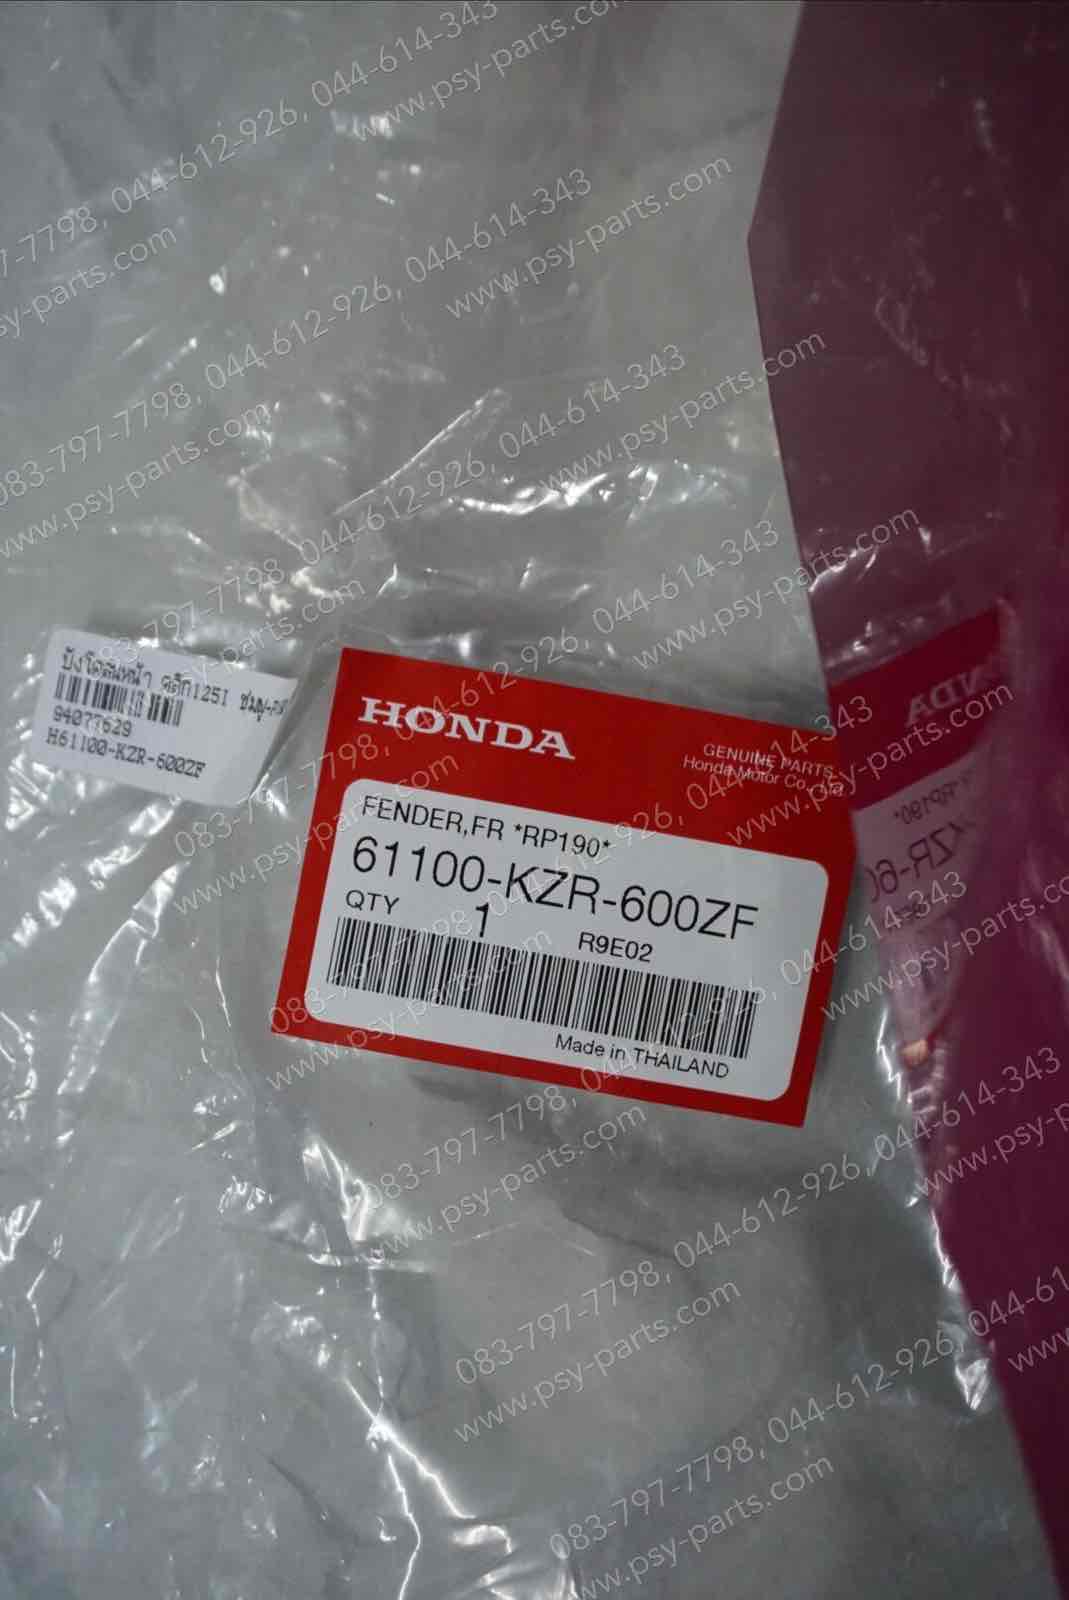 083-797-7798, 044-612-926, 044-614-343
www.psy-parts.com
บังโคลนหน้า คลิก125I ชมพู
94077629
H61100-KZR-600ZF
HONDA
GENUINE PARTS
Honda Motor Co., Ltd.
FENDER,FR *RP190*
61100-KZR-600ZF
QTY 1 R9E02
Made in THAILAND